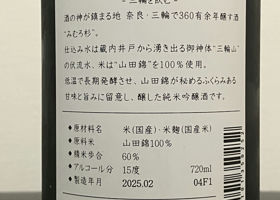 － 三輪を飲む －
酒の神が鎮まる地 奈良・三輪で360有余年醸す酒
“みむろ杉”
仕込み水は蔵内井戸から湧き出る御神体“三輪山”
の伏流水、米は“山田錦”を100％使用。
低温で長期発酵させ、山田錦が秘めるふくらみある
甘味と旨みに留意し、醸した純米吟醸酒です。
◆原材料名 米(国産)・米麹(国産米)
◆原料米 山田錦100％使用
◆精米歩合 60％
◆アルコール分 15度 720ml
◆製造年月 2025.02 04F1